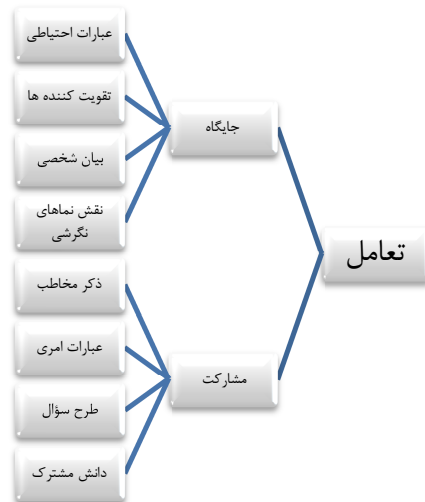 تعامل
جایگاه
عبارات احتیاطی
تقویت کننده ها
بیان شخصی
نقش نماهای
نگرشی
مشارکت
ذکر مخاطب
عبارات امری
طرح سؤال
دانش مشترک